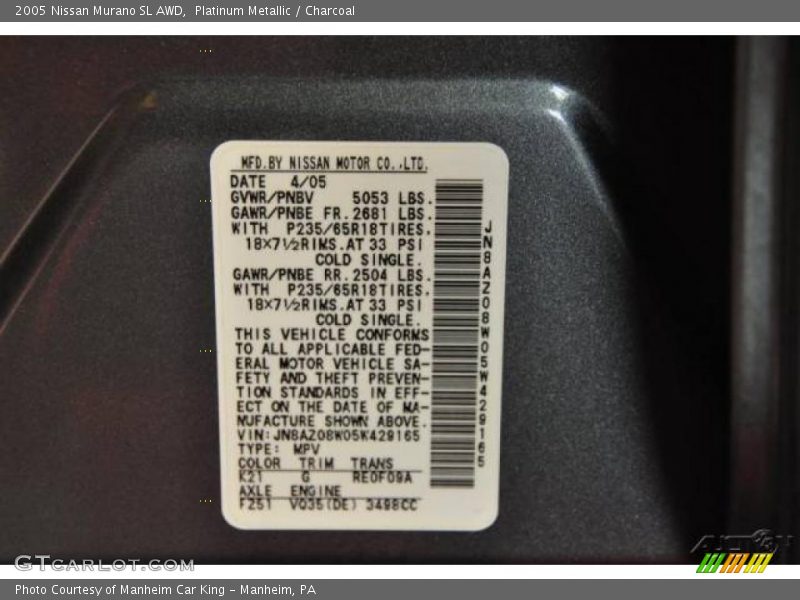 2005 Nissan Murano SL AWD,  Platinum Metallic / Charcoal
MFD.BY NISSAN MOTOR CO.,LTD.
DATE 4/05
GVWR/PNBV 5053 LBS.
GAWR/PNBE FR.2681 LBS.
WITH P235/65R18TIRES.
18X7½RIMS.AT 33 PSI
COLD SINGLE.
GAWR/PNBE RR.2504 LBS.
WITH P235/65R18TIRES.
18X7½RIMS.AT 33 PSI
COLD SINGLE.
THIS VEHICLE CONFORMS
TO ALL APPLICABLE FED-
ERAL MOTOR VEHICLE SA-
FETY AND THEFT PREVEN-
TION STANDARDS IN EFF-
ECT ON THE DATE OF MA-
NUFACTURE SHOWN ABOVE.
VIN:JN8AZ08W05W429165
TYPE: MPV
COLOR TRIM TRANS
K21 G RE0F09A
AXLE ENGINE
F251 VQ35(DE) 3498CC
JN8AZ08W05W429165
GTcarlot.com
Photo Courtesy of Manheim Car King - Manheim, PA